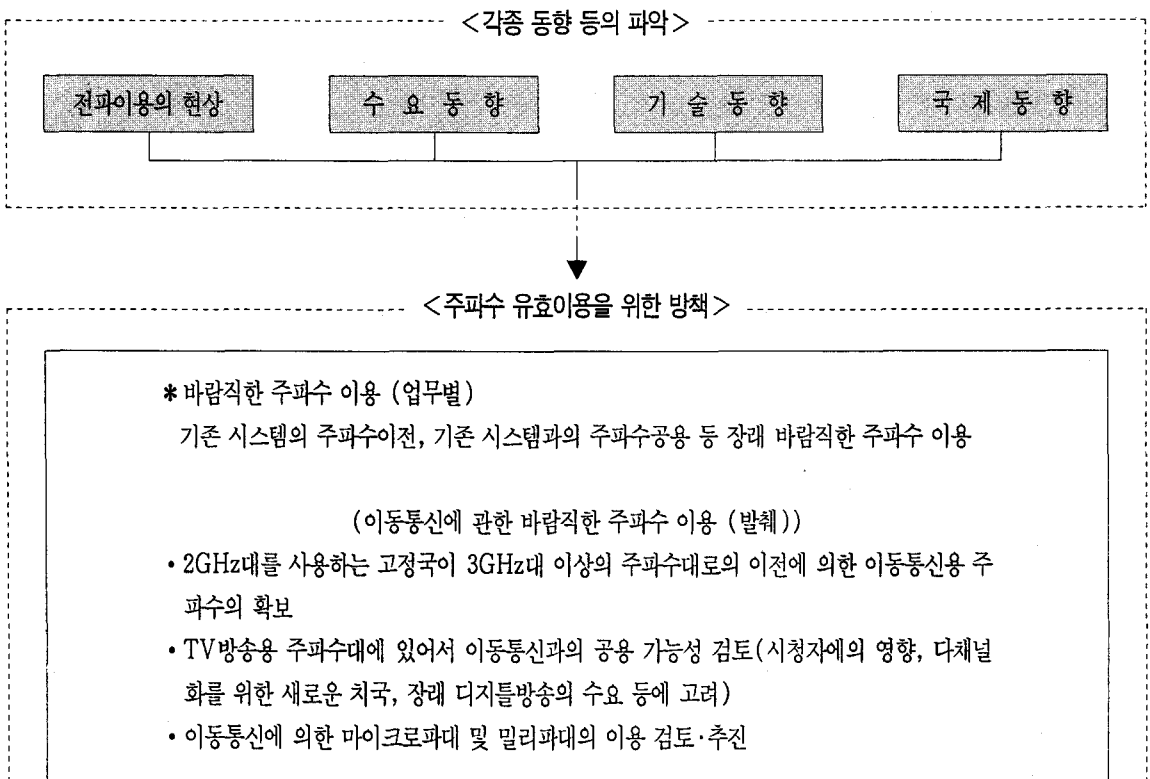 <각종 동향 등의 파악>
전파이용의 현상
수 요 동 향
기 술 동 향
국 제 동 향
<주파수 유효이용을 위한 방책>
* 바람직한 주파수 이용 (업무별)
기존 시스템의 주파수이전, 기존 시스템과의 주파수공용 등 장래 바람직한 주파수 이용
(이동통신에 관한 바람직한 주파수 이용 (발췌))
• 2GHz대를 사용하는 고정국이 3GHz대 이상의 주파수대로의 이전에 의한 이동통신용 주
파수의 확보
• TV방송용 주파수대에 있어서 이동통신과의 공용 가능성 검토(시청자에의 영향, 다채널
화를 위한 새로운 치국, 장래 디지틀방송의 수요 등에 고려)
• 이동통신에 의한 마이크로파대 및 밀리파대의 이용 검토·추진